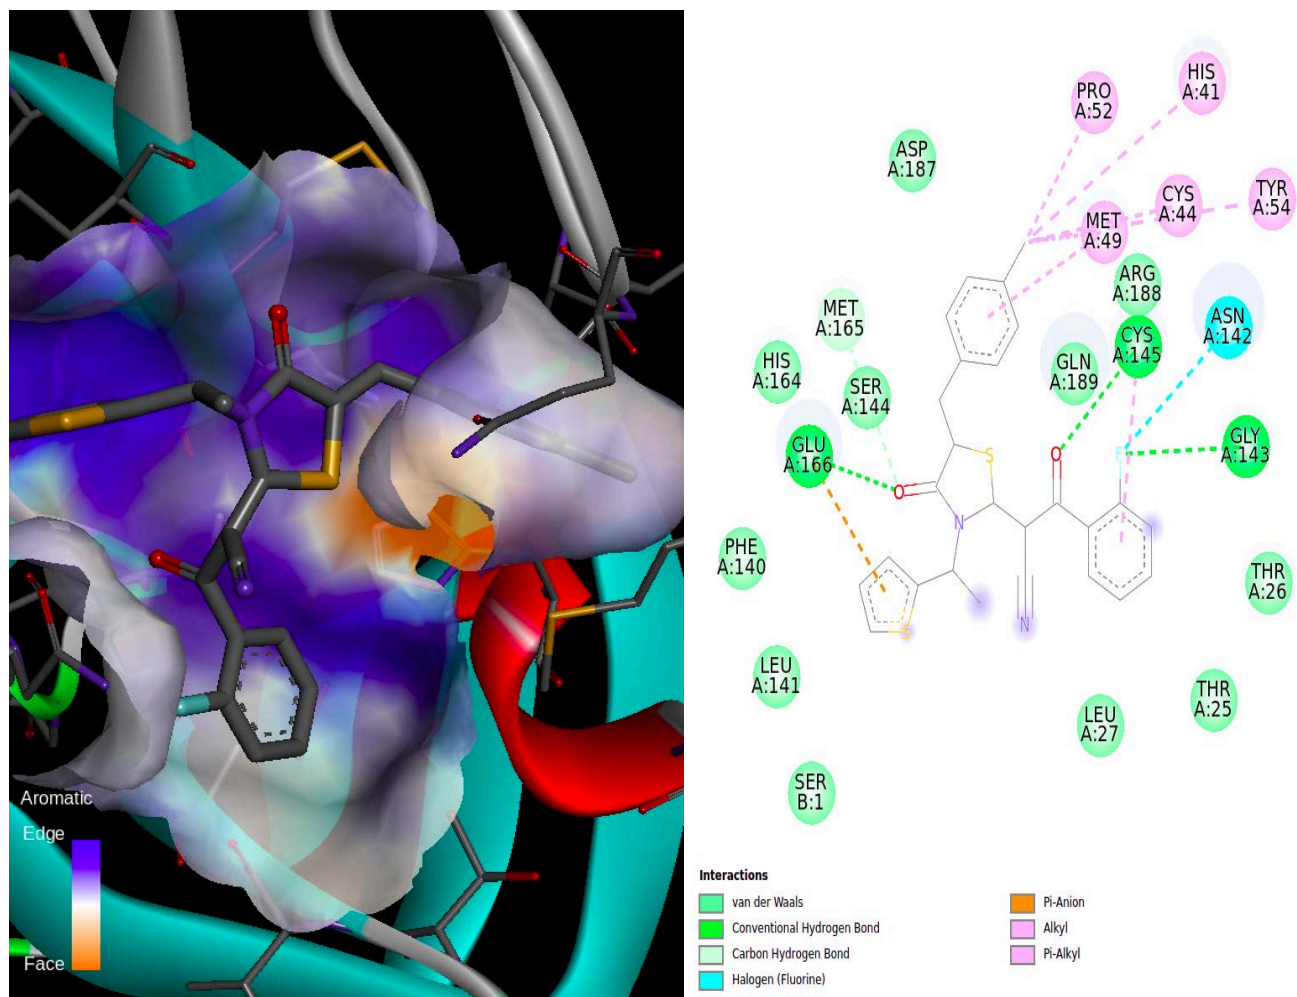 Aromatic
Edge
Face
HIS
A:41
PRO
A:52
ASP
A:187
CYS
A:44
TYR
A:54
MET
A:49
ARG
A:188
MET
A:165
ASN
A:142
CYS
A:145
HIS
A:164
GLN
A:189
SER
A:144
GLU
A:166
GLY
A:143
O
S
O
F
N
PHE
A:140
THR
A:26
S
N
LEU
A:141
THR
A:25
LEU
A:27
SER
B:1
Interactions
van der Waals
Conventional Hydrogen Bond
Carbon Hydrogen Bond
Halogen (Fluorine)
Pi-Anion
Alkyl
Pi-Alkyl